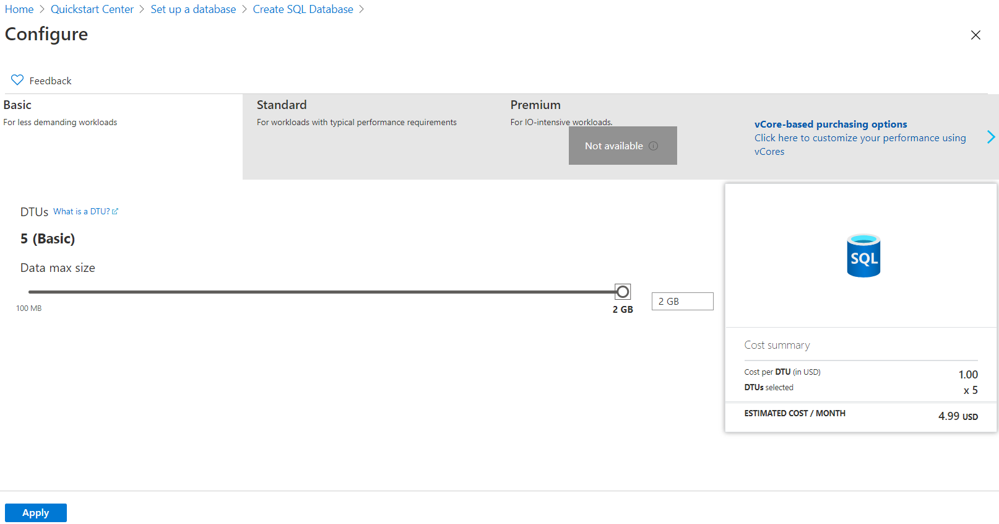 Home > Quickstart Center > Set up a database > Create SQL Database >
Configure
Feedback
Basic
For less demanding workloads
Standard
For workloads with typical performance requirements
Premium
For IO-intensive workloads.
Not available
vCore-based purchasing options
Click here to customize your performance using
vCores
DTUs What is a DTU?
5 (Basic)
Data max size
100 MB
2 GB
2 GB
SQL
Cost summary
Cost per DTU (in USD) 1.00
DTUs selected x 5
ESTIMATED COST / MONTH 4.99 USD
Apply